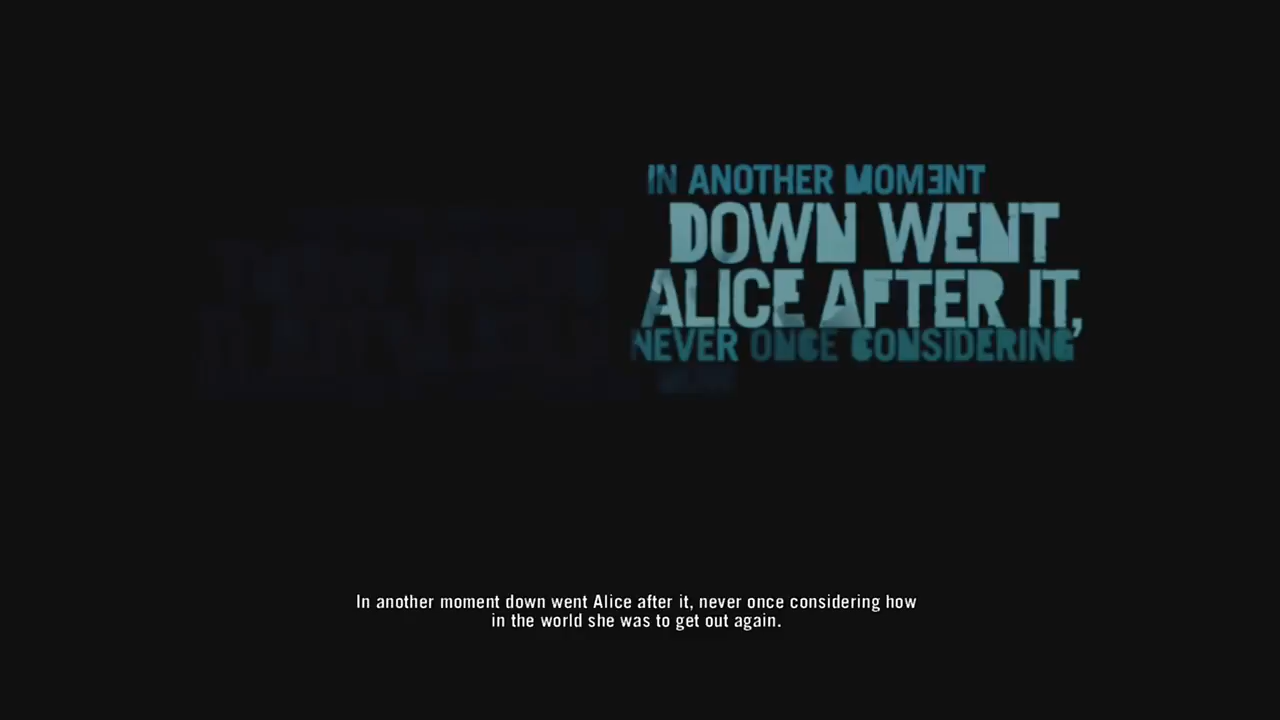 IN ANOTHER MOMENT
DOWN WENT
ALICE AFTER IT,
NEVER ONCE CONSIDERING
In another moment down went Alice after it, never once considering how
in the world she was to get out again.